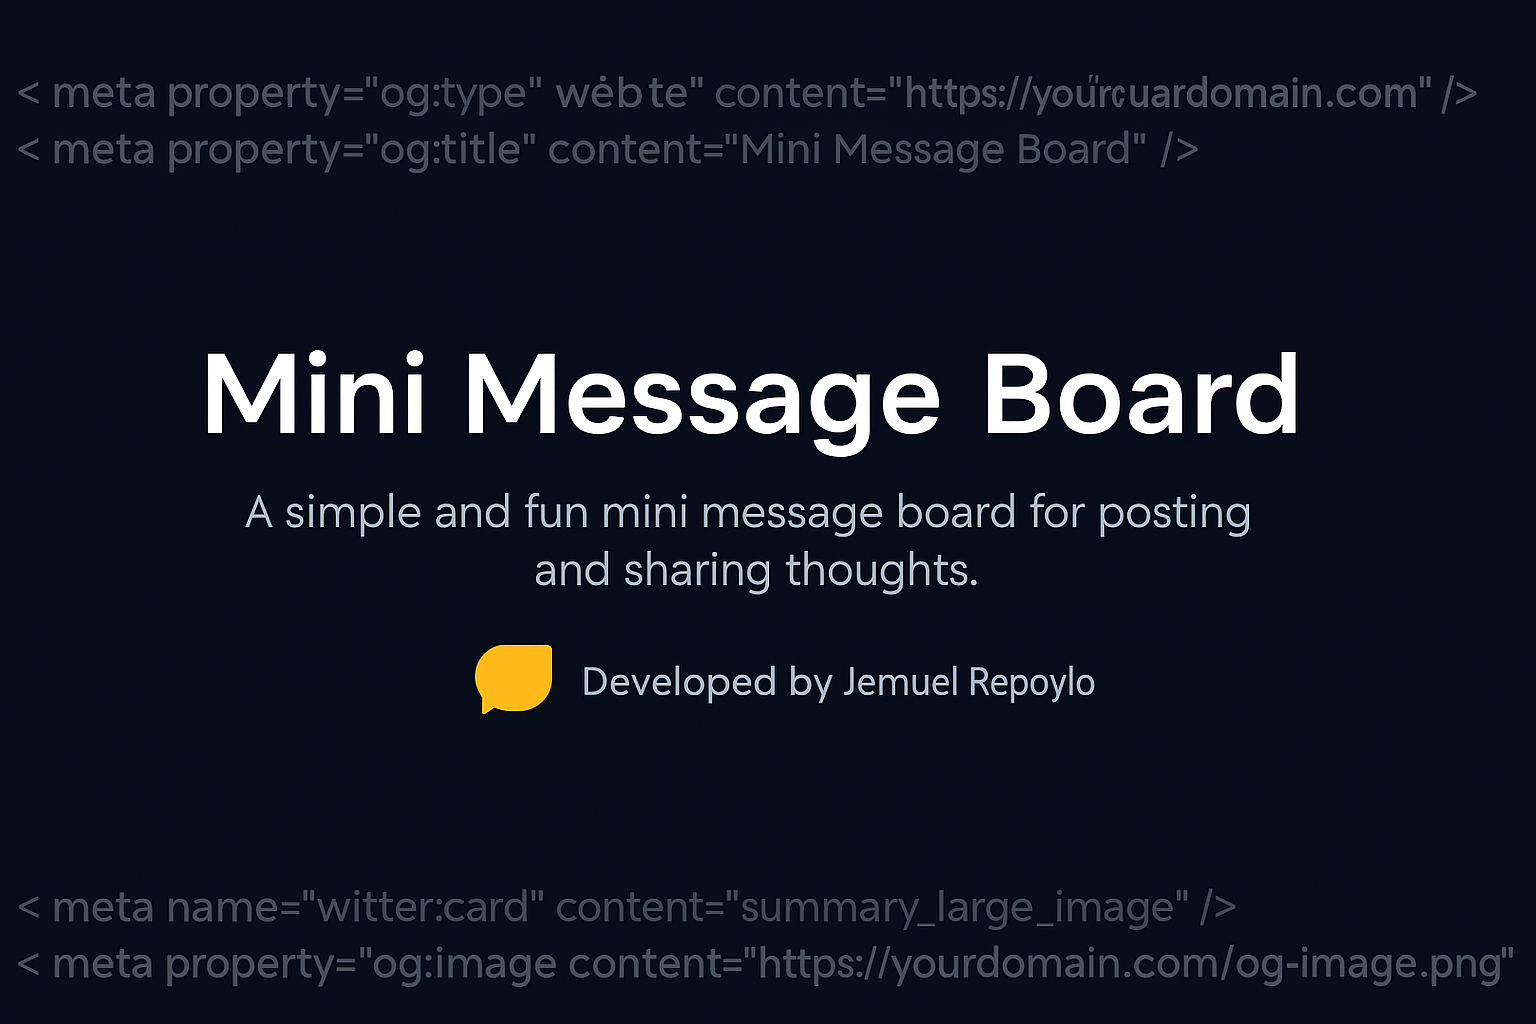 < meta property="og:type" content="https://
< meta property="og:title" content="Mini Message Board" />
Mini Message Board
A simple and fun mini message board for posting
and sharing thoughts.
Developed by Jemuel Repoylo
< meta name="witter:card" content="summary_large_image" />
< meta property="og:image content="https://yourdomain.com/og-image.png"